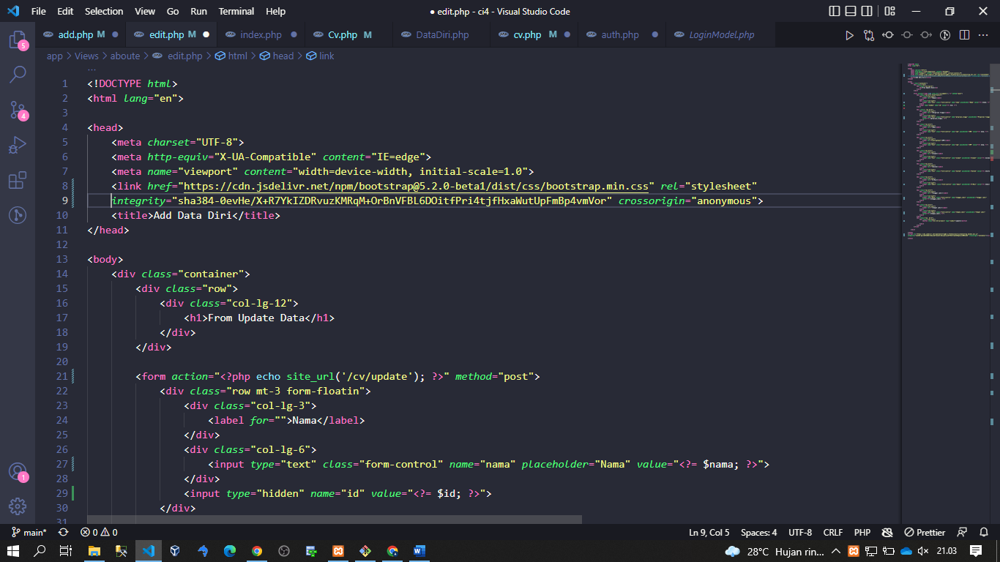 File Edit Selection View Go Run Terminal Help ● edit.php - ci4 - Visual Studio Code
add.php M edit.php M index.php Cv.php M DataDiri.php cv.php M auth.php LoginModel.php
app > Views > aboute > edit.php > html > head > link
5
4
1
...
1 <!DOCTYPE html>
2 <html lang="en">
3
4 <head>
5 <meta charset="UTF-8">
6 <meta http-equiv="X-UA-Compatible" content="IE=edge">
7 <meta name="viewport" content="width=device-width, initial-scale=1.0">
8 <link href="https://cdn.jsdelivr.net/npm/bootstrap@5.2.0-beta1/dist/css/bootstrap.min.css" rel="stylesheet"
9 integrity="sha384-0evHe/X+R7YkIZDRvuzKMRqM+OrBnVFBL6DOitfPri4tjfHxaWutUpFmBp4vmVor" crossorigin="anonymous">
10 <title>Add Data Diri</title>
11 </head>
12
13 <body>
14 <div class="container">
15 <div class="row">
16 <div class="col-lg-12">
17 <h1>From Update Data</h1>
18 </div>
19 </div>
20
21 <form action="<?php echo site_url('/cv/update'); ?>" method="post">
22 <div class="row mt-3 form-floatin">
23 <div class="col-lg-3">
24 <label for="">Nama</label>
25 </div>
26 <div class="col-lg-6">
27 <input type="text" class="form-control" name="nama" placeholder="Nama" value="<?= $nama; ?>">
28 </div>
29 <input type="hidden" name="id" value="<?= $id; ?>">
30 </div>
31
main* 0 0 Ln 9, Col 5 Spaces: 4 UTF-8 CRLF PHP Prettier
28°C Hujan rin... 21.03